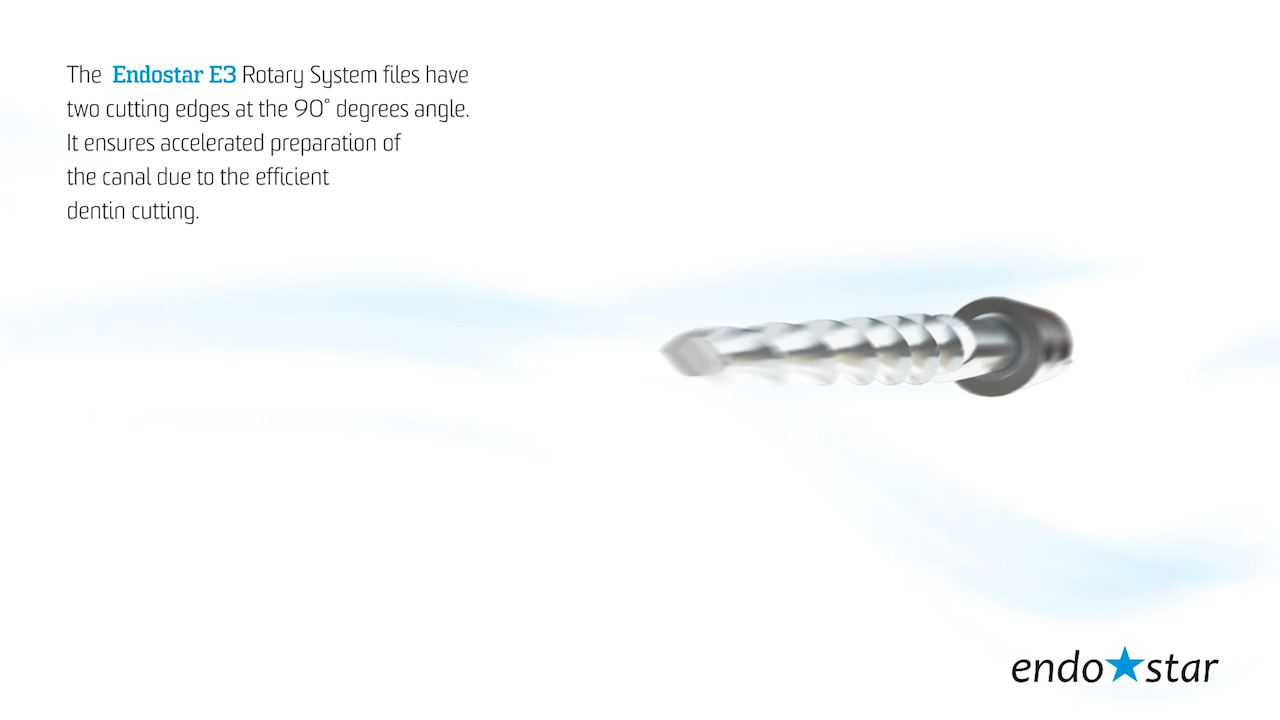 The Endostar E3 Rotary System files have
two cutting edges at the 90° degrees angle.
It ensures accelerated preparation of
the canal due to the efficient
dentin cutting.
endo★star